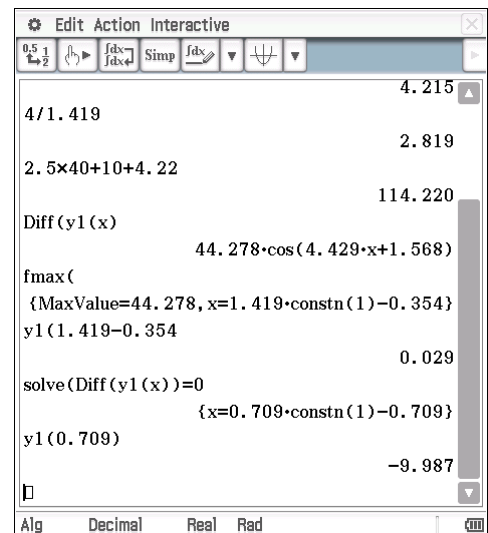 Edit Action Interactive
0.5 1 2 ∫dx ∫dx Simp ∫dx
4.215
4/1.419
2.819
2.5×40+10+4.22
114.220
Diff(y1(x)
44.278·cos(4.429·x+1.568)
fmax(
{MaxValue=44.278,x=1.419·constn(1)-0.354}
y1(1.419-0.354
0.029
solve(Diff(y1(x))=0
{x=0.709·constn(1)-0.709}
y1(0.709)
-9.987
Alg Decimal Real Rad